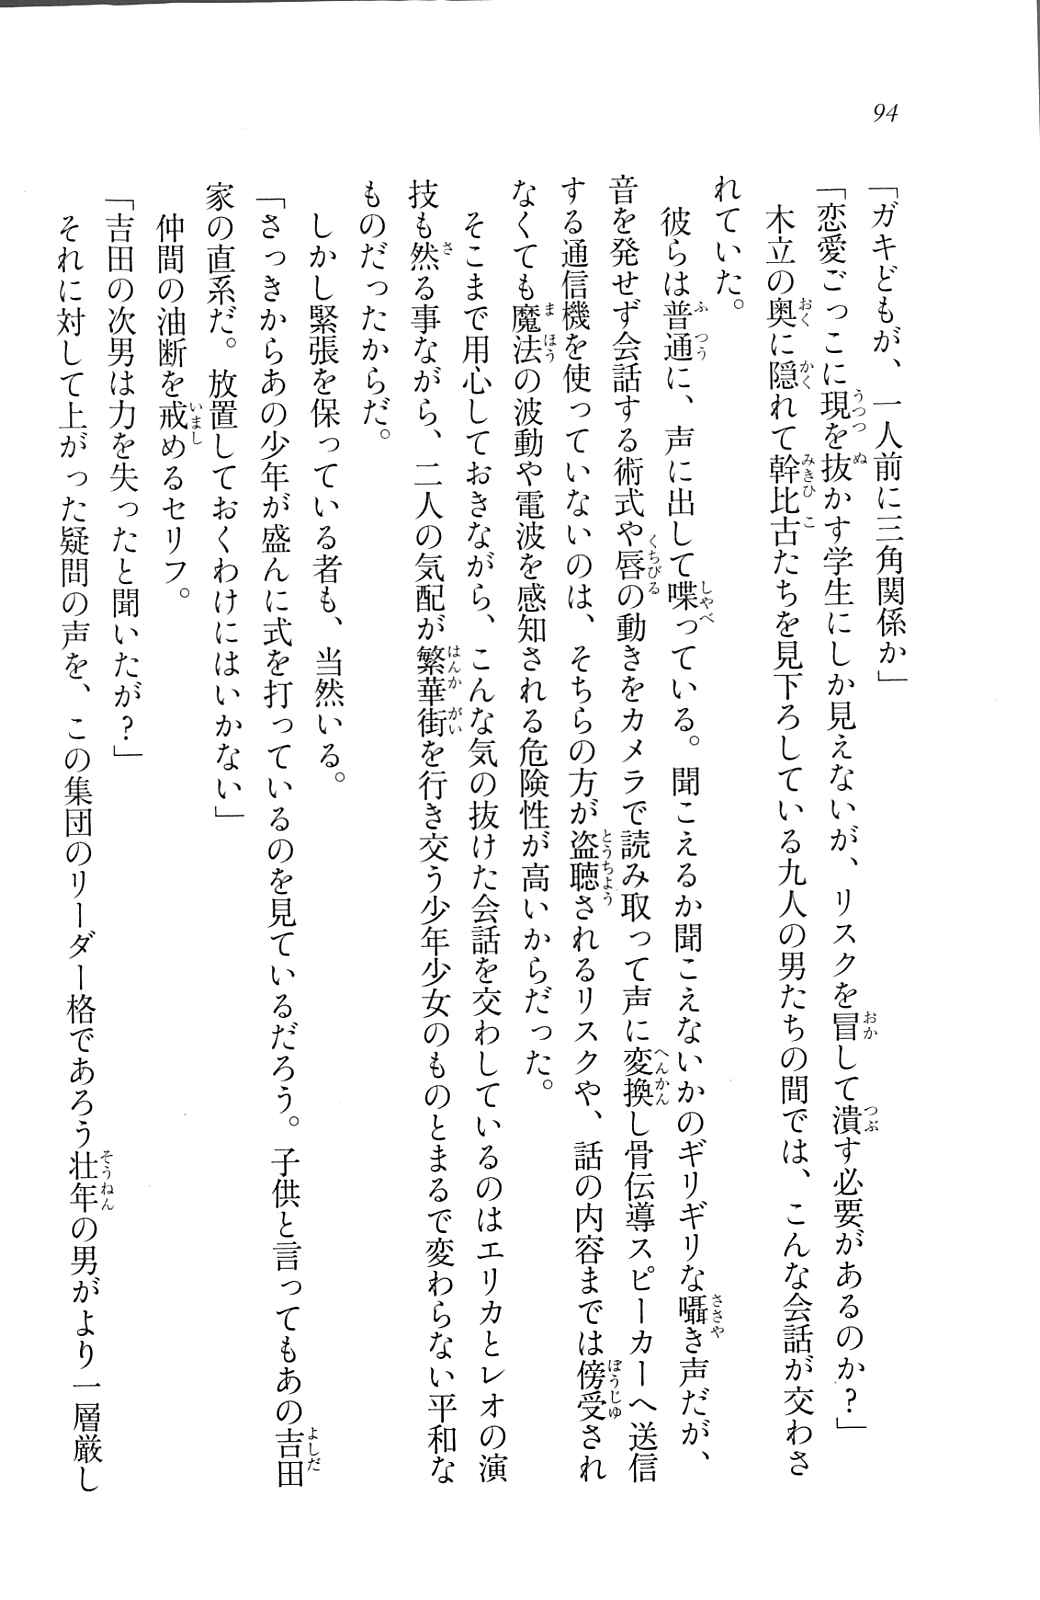 94
「ガキどもが、一人前に三角関係か」
「恋愛ごっこに現を抜かす学生にしか見えないが、リスクを冒して潰す必要があるのか?」
木立の奥に隠れて幹比古たちを見下ろしている九人の男たちの間では、こんな会話が交わさ
れていた。
彼らは普通に、声に出して喋っている。聞こえるか聞こえないかのギリギリな囁き声だが、
音を発せず会話する術式や唇の動きをカメラで読み取って声に変換し骨伝導スピーカーへ送信
する通信機を使っていないのは、そちらの方が盗聴されるリスクや、話の内容までは傍受され
なくても魔法の波動や電波を感知される危険性が高いからだった。
そこまで用心しておきながら、こんな気の抜けた会話を交わしているのはエリカとレオの演
技も然る事ながら、二人の気配が繁華街を行き交う少年少女のものとまるで変わらない平和な
ものだったからだ。
しかし緊張を保っている者も、当然いる。
「さっきからあの少年が盛んに式を打っているのを見ているだろう。子供と言ってもあの吉田
家の直系だ。放置しておくわけにはいかない」
仲間の油断を戒めるセリフ。
「吉田の次男は力を失ったと聞いたが?」
それに対して上がった疑問の声を、この集団のリーダー格であろう壮年の男がより一層厳し